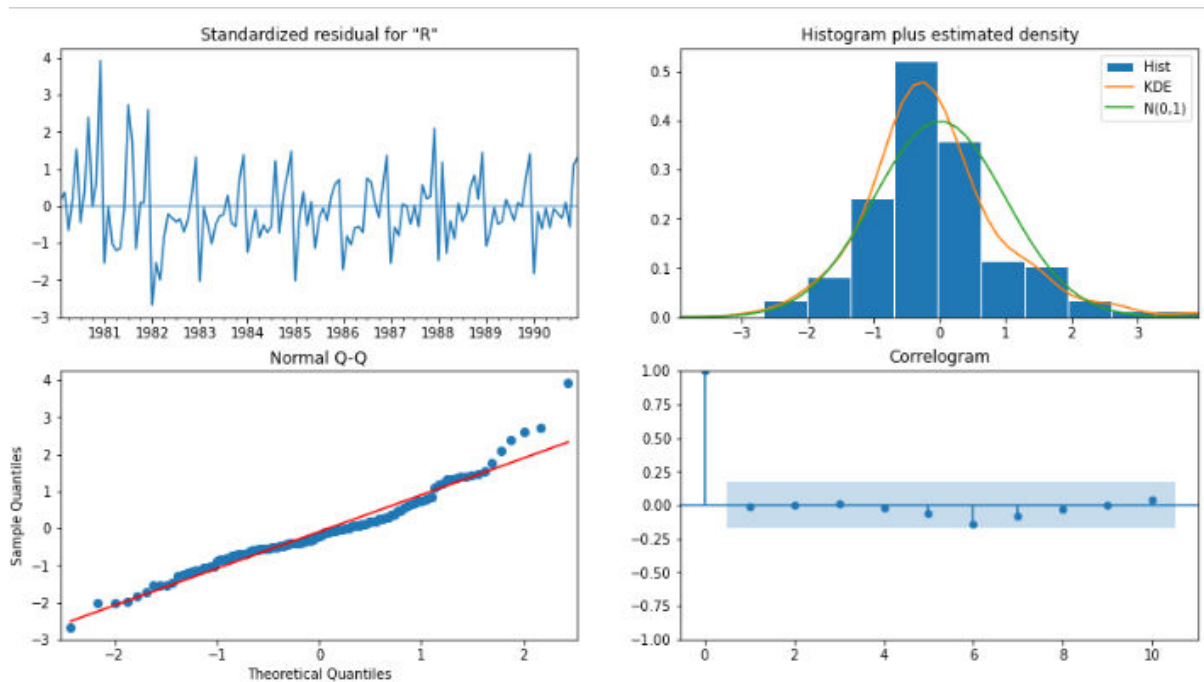 Standardized residual for "R"
4
3
2
1
0
−1
−2
−3
1981 1982 1983 1984 1985 1986 1987 1988 1989 1990
Histogram plus estimated density
Hist
KDE
N(0,1)
0.5
0.4
0.3
0.2
0.1
0.0
−3 −2 −1 0 1 2 3
Normal Q-Q
Sample Quantiles
4
3
2
1
0
−1
−2
−3
−2 −1 0 1 2
Theoretical Quantiles
Correlogram
1.00
0.75
0.50
0.25
0.00
−0.25
−0.50
−0.75
−1.00
0 2 4 6 8 10